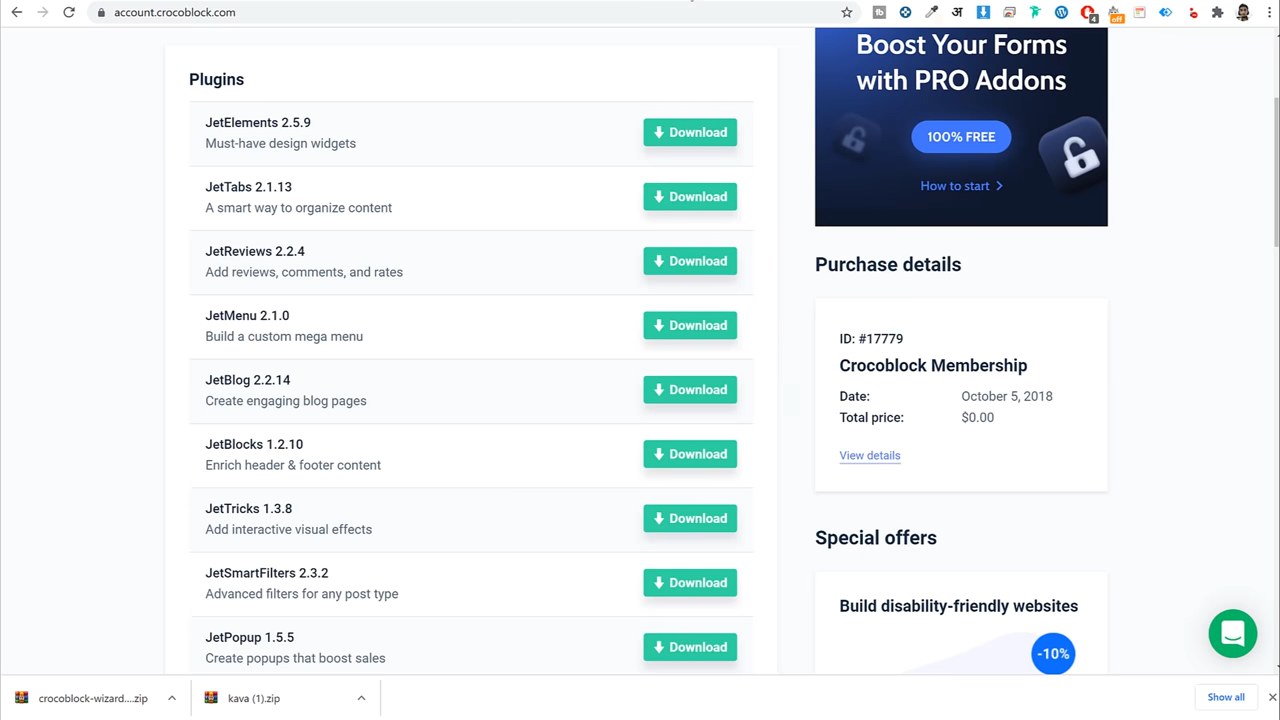 account.crocoblock.com
अ
4
off
Plugins
JetElements 2.5.9
Must-have design widgets
Download
JetTabs 2.1.13
A smart way to organize content
Download
JetReviews 2.2.4
Add reviews, comments, and rates
Download
JetMenu 2.1.0
Build a custom mega menu
Download
JetBlog 2.2.14
Create engaging blog pages
Download
JetBlocks 1.2.10
Enrich header & footer content
Download
JetTricks 1.3.8
Add interactive visual effects
Download
JetSmartFilters 2.3.2
Advanced filters for any post type
Download
JetPopup 1.5.5
Create popups that boost sales
Download
Boost Your Forms
with PRO Addons
100% FREE
How to start
Purchase details
ID: #17779
Crocoblock Membership
Date: October 5, 2018
Total price: $0.00
View details
Special offers
Build disability-friendly websites
-10%
crocoblock-wizard....zip
kava (1).zip
Show all